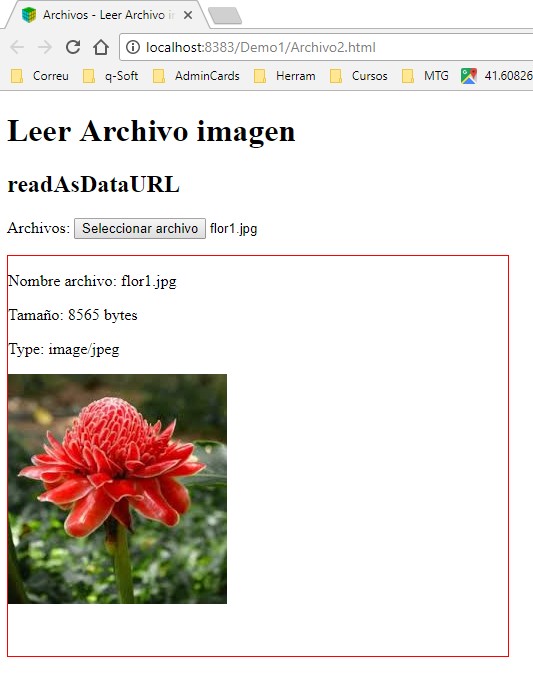 Archivos - Leer Archivo i
localhost:8383/Demo1/Archivo2.html
Correu q-Soft AdminCards Herram Cursos MTG 41.60826
Leer Archivo imagen
readAsDataURL
Archivos: Seleccionar archivo flor1.jpg
Nombre archivo: flor1.jpg
Tamaño: 8565 bytes
Type: image/jpeg